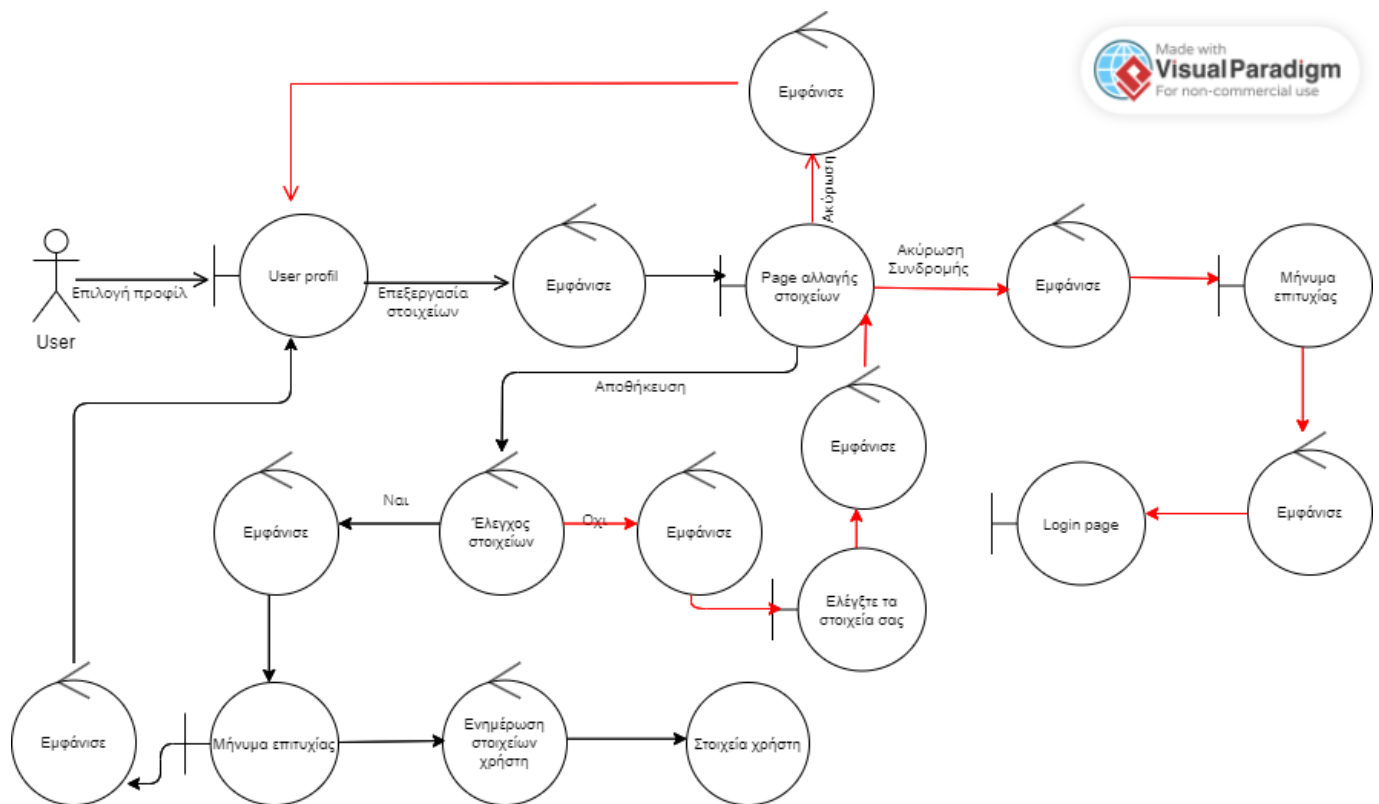 Made with
Visual Paradigm
For non-commercial use
Εμφάνισε
Ακύρωση
User
Επιλογή προφίλ
User profil
Επεξεργασία
στοιχείων
Εμφάνισε
Page αλλαγής
στοιχείων
Ακύρωση
Συνδρομής
Εμφάνισε
Μήνυμα
επιτυχίας
Αποθήκευση
Εμφάνισε
Εμφάνισε
Ναι
Έλεγχος
στοιχείων
Οχι
Εμφάνισε
Login page
Εμφάνισε
Ελέγξτε τα
στοιχεία σας
Εμφάνισε
Μήνυμα επιτυχίας
Ενημέρωση
στοιχείων
χρήστη
Στοιχεία χρήστη